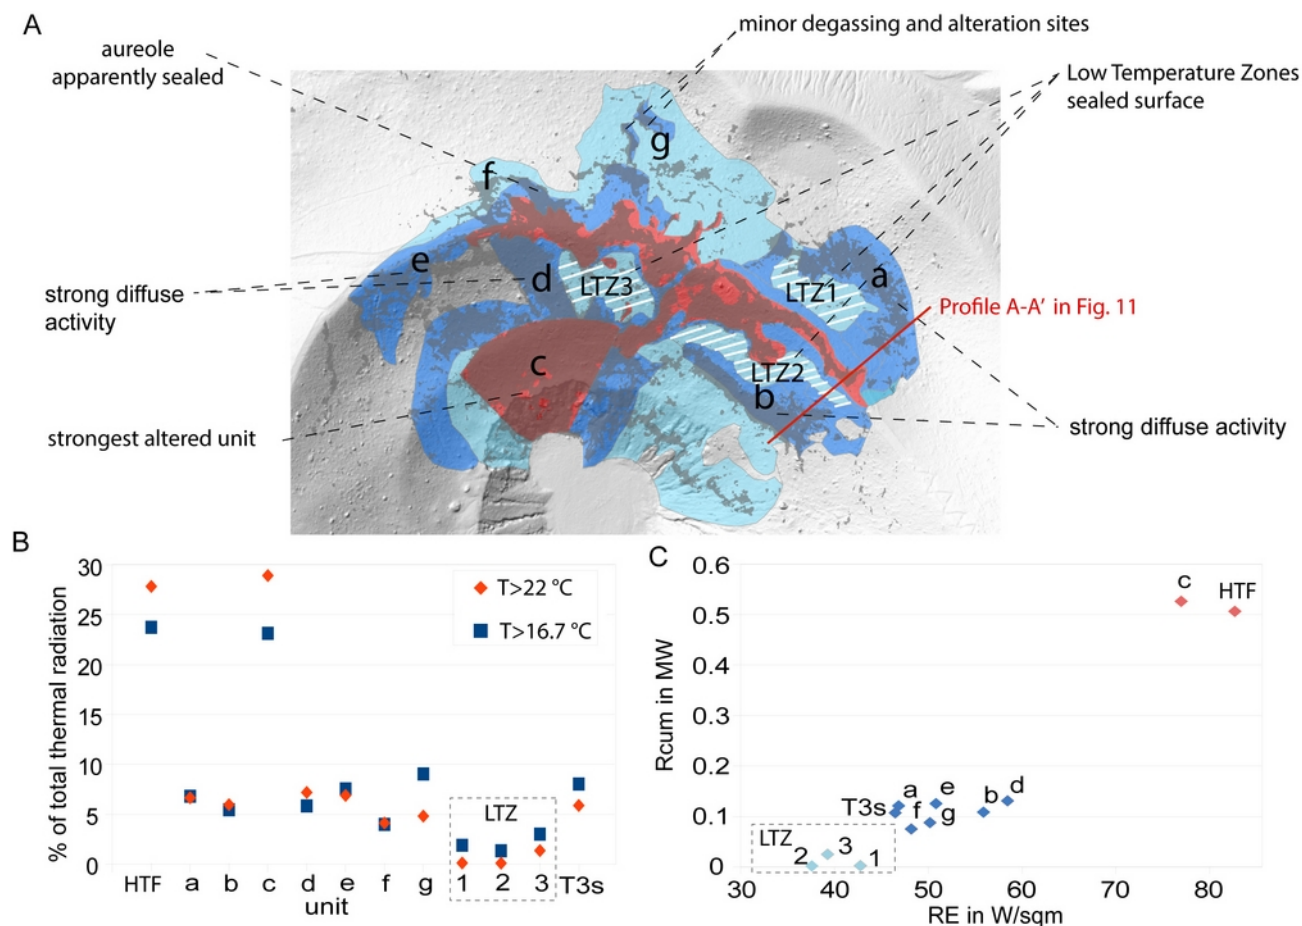 A
minor degassing and alteration sites
aureole
apparently sealed
Low Temperature Zones
sealed surface
g
f
e
d
LTZ3
LTZ1
a
strong diffuse
activity
Profile A-A' in Fig. 11
c
LTZ2
b
strongest altered unit
strong diffuse activity
B
30
25
20
15
10
5
0
% of total thermal radiation
T>22 °C
T>16.7 °C
LTZ
HTF a b c d e f g 1 2 3 T3s
unit
C
0.6
0.5
0.4
0.3
0.2
0.1
0
Rcum in MW
c HTF
a e b d
T3s f g
LTZ
2 3 1
30 40 50 60 70 80
RE in W/sqm